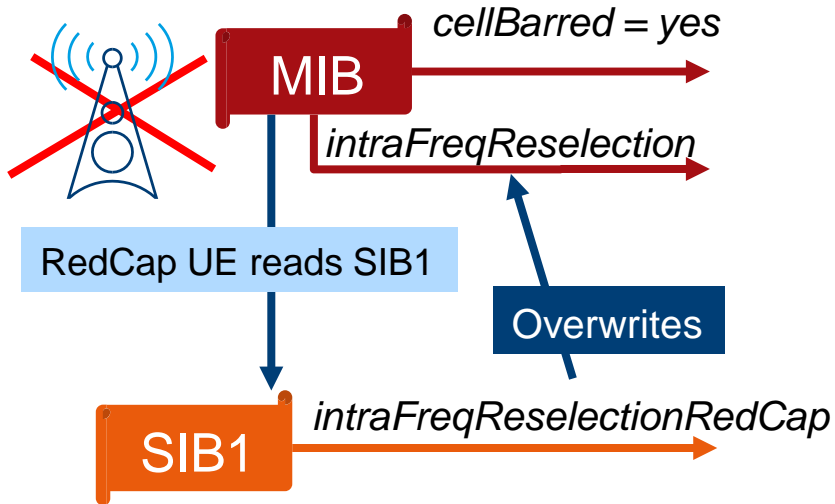 cellBarred = yes
MIB
intraFreqReselection
RedCap UE reads SIB1
Overwrites
intraFreqReselectionRedCap
SIB1